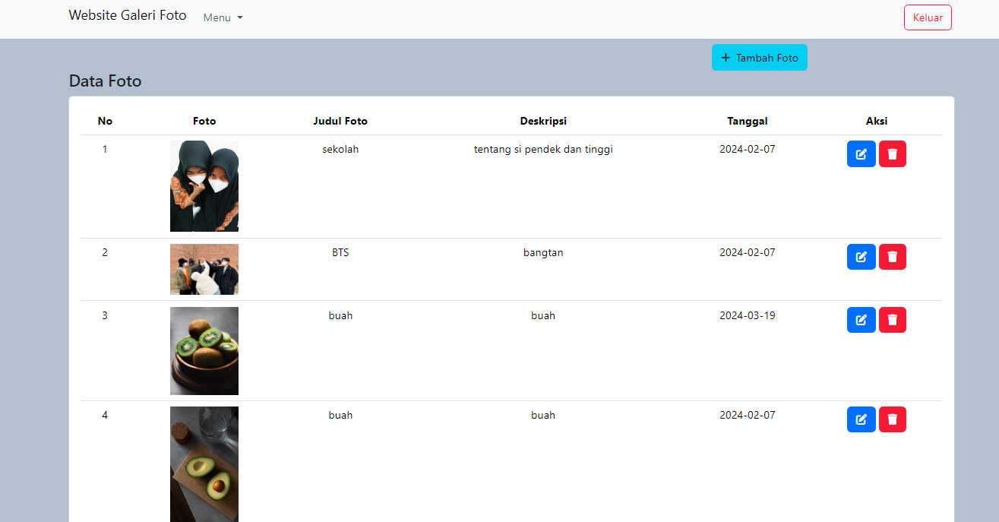 Website Galeri Foto Menu Keluar
Tambah Foto
Data Foto
No Foto Judul Foto Deskripsi Tanggal Aksi
1 sekolah tentang si pendek dan tinggi 2024-02-07
2 BTS bangtan 2024-02-07
3 buah buah 2024-03-19
4 buah buah 2024-02-07